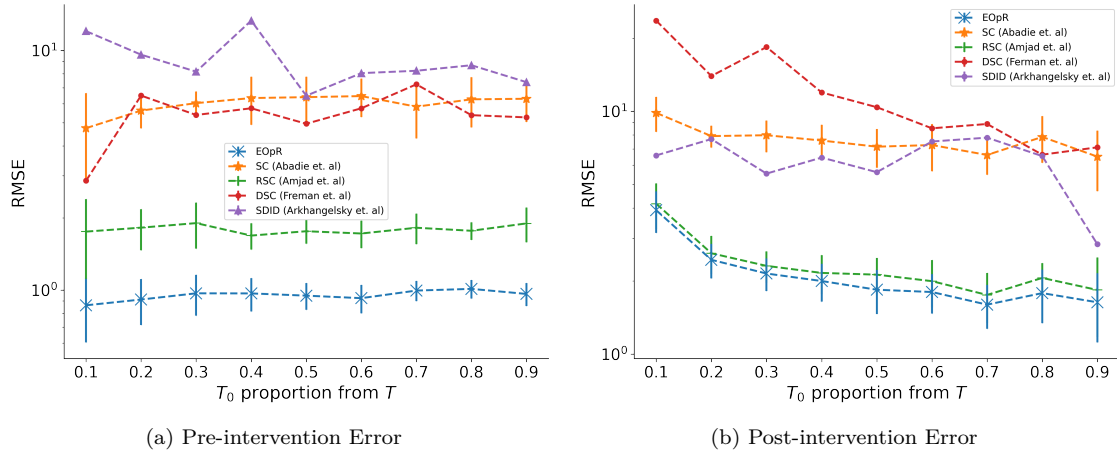 RMSE
10¹
10⁰
EOpR
SC (Abadie et. al)
RSC (Amjad et. al)
DSC (Freman et. al)
SDID (Arkhangelsky et. al)
0.1 0.2 0.3 0.4 0.5 0.6 0.7 0.8 0.9
T₀ proportion from T
(a) Pre-intervention Error
RMSE
10¹
10⁰
EOpR
SC (Abadie et. al)
RSC (Amjad et. al)
DSC (Ferman et. al)
SDID (Arkhangelsky et. al)
0.1 0.2 0.3 0.4 0.5 0.6 0.7 0.8 0.9
T₀ proportion from T
(b) Post-intervention Error